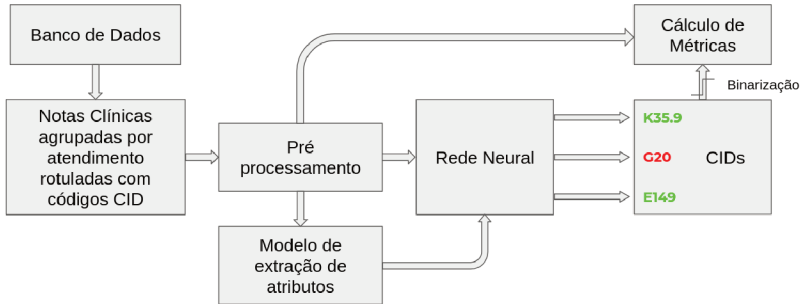 Banco de Dados
Notas Clínicas
agrupadas por
atendimento
rotuladas com
códigos CID
Pré
processamento
Modelo de
extração de
atributos
Rede Neural
K35.9
G20
E149
CIDs
Binarização
Cálculo de
Métricas